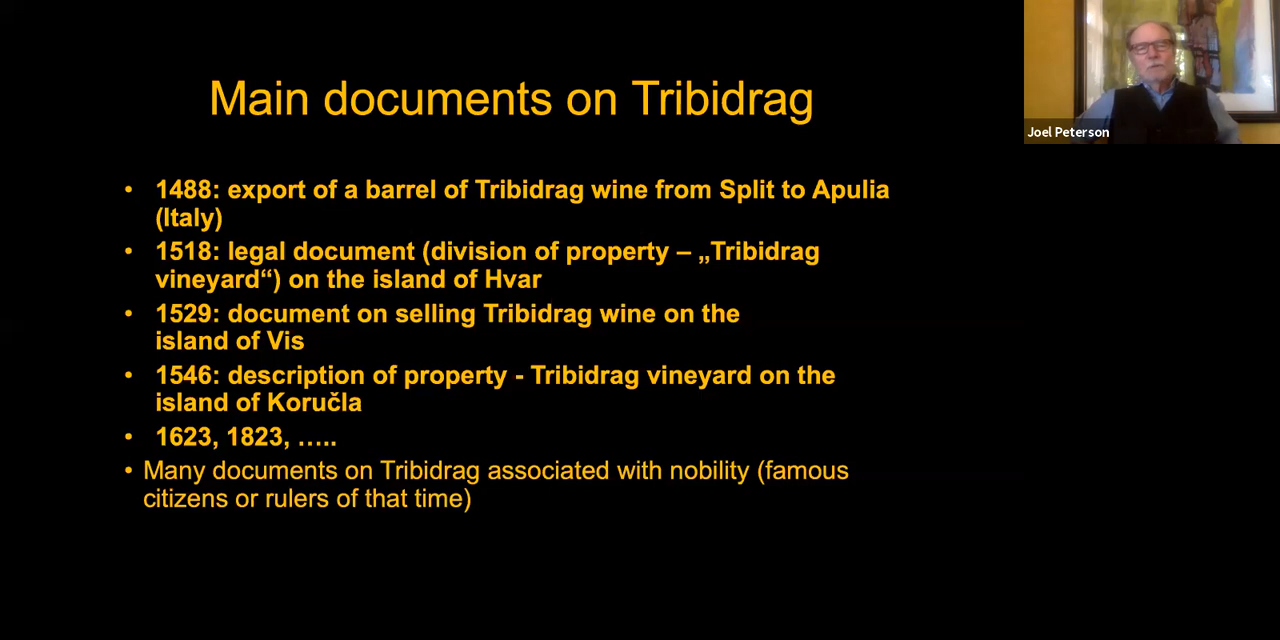 Main documents on Tribidrag
• 1488: export of a barrel of Tribidrag wine from Split to Apulia
(Italy)
• 1518: legal document (division of property – „Tribidrag
vineyard“) on the island of Hvar
• 1529: document on selling Tribidrag wine on the
island of Vis
• 1546: description of property - Tribidrag vineyard on the
island of Koručla
• 1623, 1823, …..
• Many documents on Tribidrag associated with nobility (famous
citizens or rulers of that time)
Joel Peterson